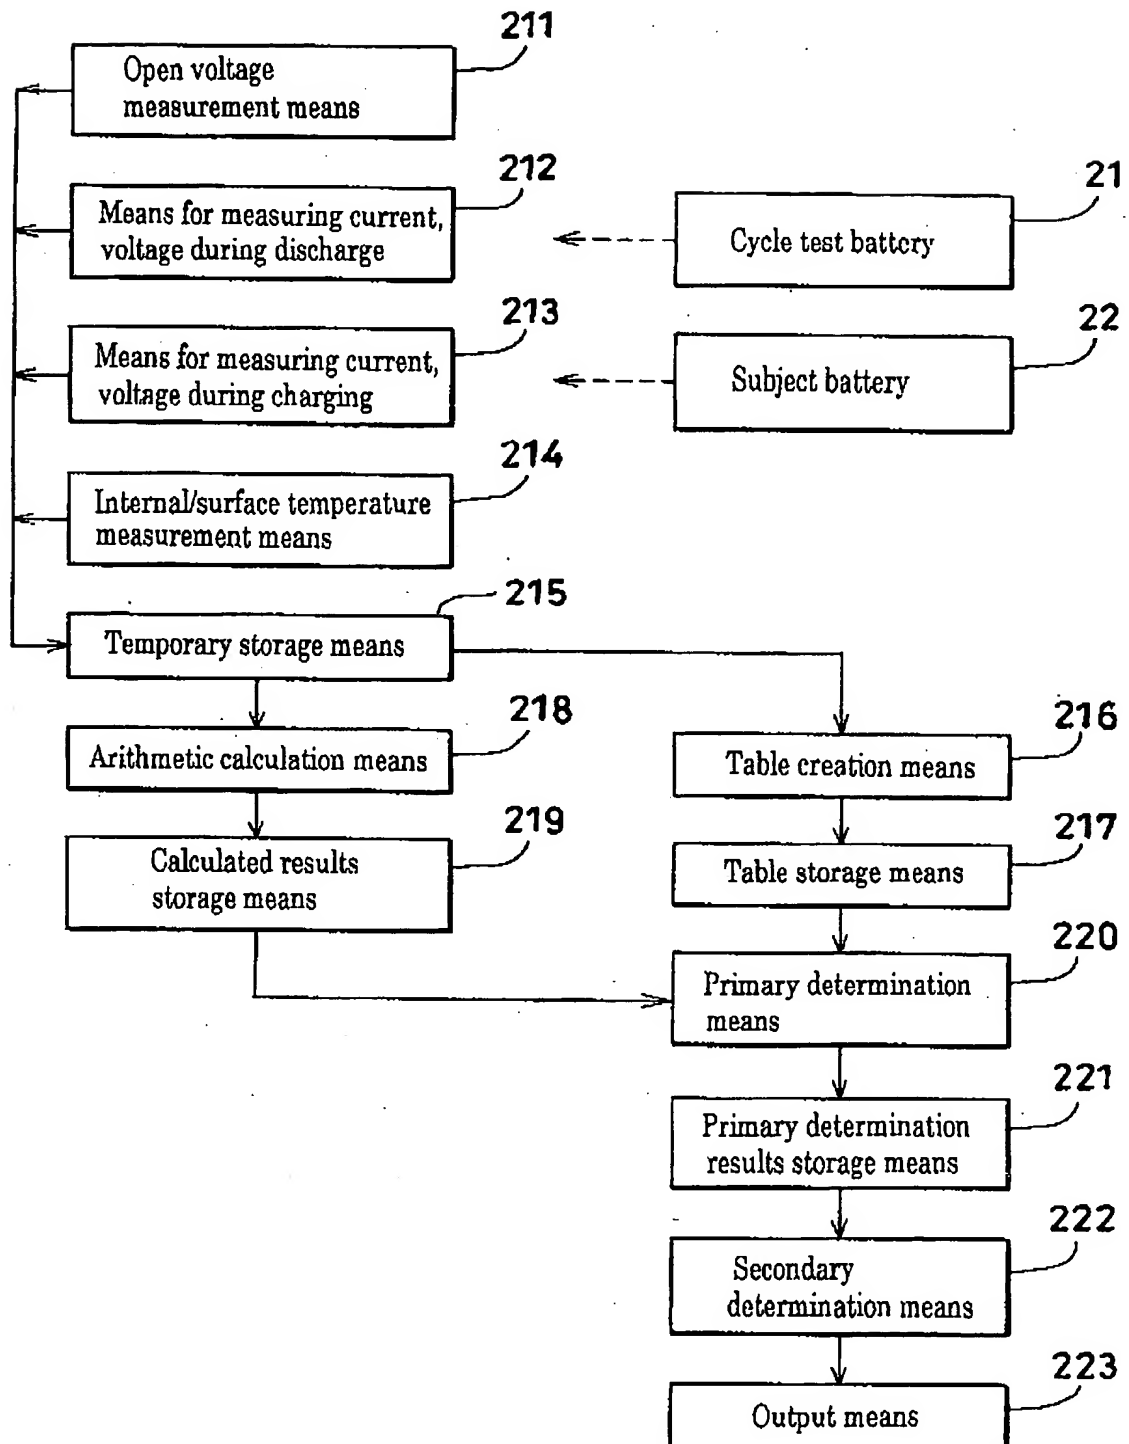 211
Open voltage
measurement means
212
Means for measuring current,
voltage during discharge
21
Cycle test battery
213
Means for measuring current,
voltage during charging
22
Subject battery
214
Internal/surface temperature
measurement means
215
Temporary storage means
218
Arithmetic calculation means
216
Table creation means
219
Calculated results
storage means
217
Table storage means
220
Primary determination
means
221
Primary determination
results storage means
222
Secondary
determination means
223
Output means